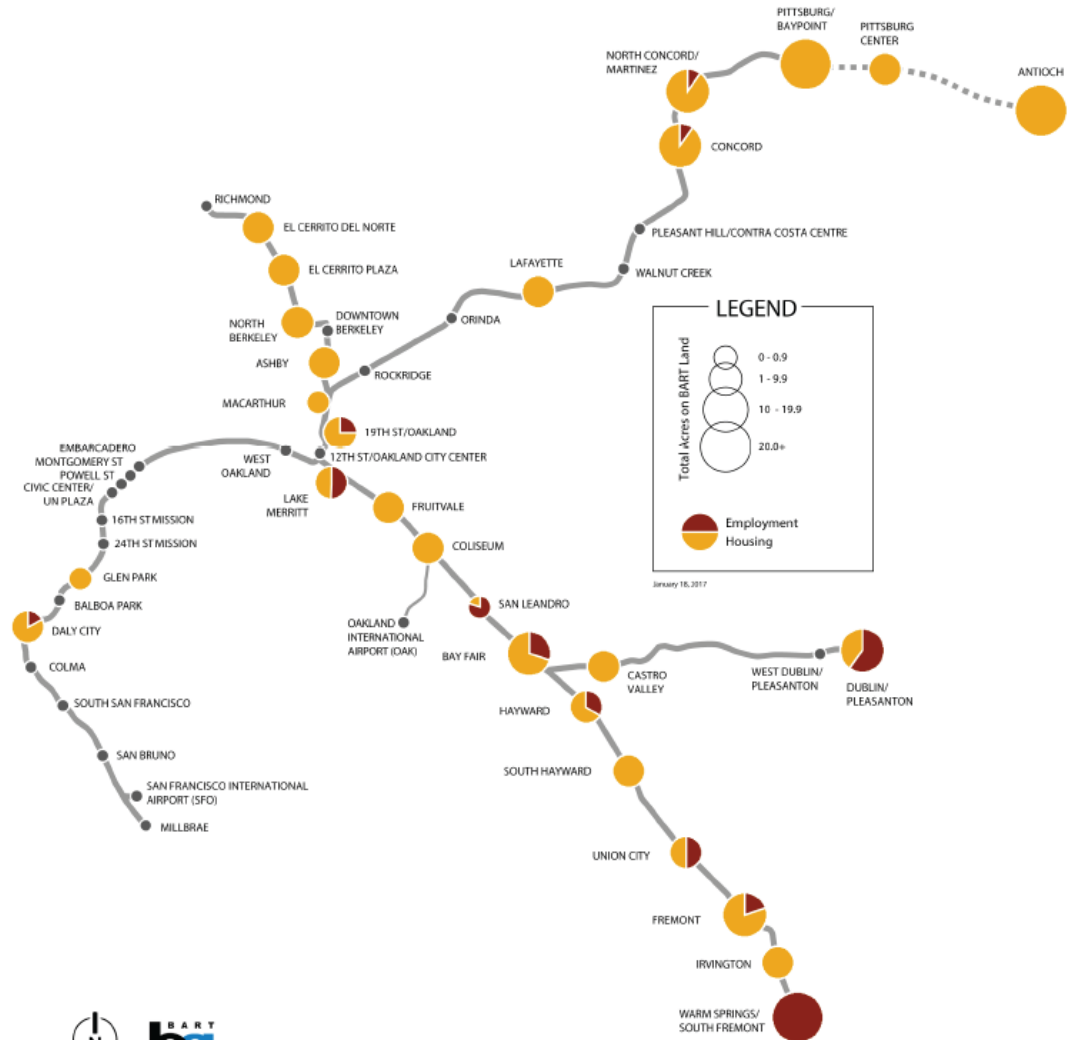 PITTSBURG/
BAYPOINT
PITTSBURG
CENTER
NORTH CONCORD/
MARTINEZ
ANTIOCH
CONCORD
RICHMOND
EL CERRITO DEL NORTE
PLEASANT HILL/CONTRA COSTA CENTRE
EL CERRITO PLAZA
LAFAYETTE
WALNUT CREEK
NORTH
BERKELEY
DOWNTOWN
BERKELEY
ORINDA
ASHBY
ROCKRIDGE
MACARTHUR
19TH ST/OAKLAND
12TH ST/OAKLAND CITY CENTER
EMBARCADERO
MONTGOMERY ST
POWELL ST
CIVIC CENTER/
UN PLAZA
WEST
OAKLAND
LAKE
MERRITT
FRUITVALE
16TH ST MISSION
24TH ST MISSION
COLISEUM
GLEN PARK
BALBOA PARK
DALY CITY
SAN LEANDRO
OAKLAND
INTERNATIONAL
AIRPORT (OAK)
BAY FAIR
COLMA
CASTRO
VALLEY
WEST DUBLIN/
PLEASANTON
DUBLIN/
PLEASANTON
SOUTH SAN FRANCISCO
HAYWARD
SAN BRUNO
SOUTH HAYWARD
SAN FRANCISCO INTERNATIONAL
AIRPORT (SFO)
MILLBRAE
UNION CITY
FREMONT
IRVINGTON
WARM SPRINGS/
SOUTH FREMONT
LEGEND
Total Acres on BART Land
0 - 0.9
1 - 9.9
10 - 19.9
20.0+
Employment
Housing
January 18, 2017
N
BART